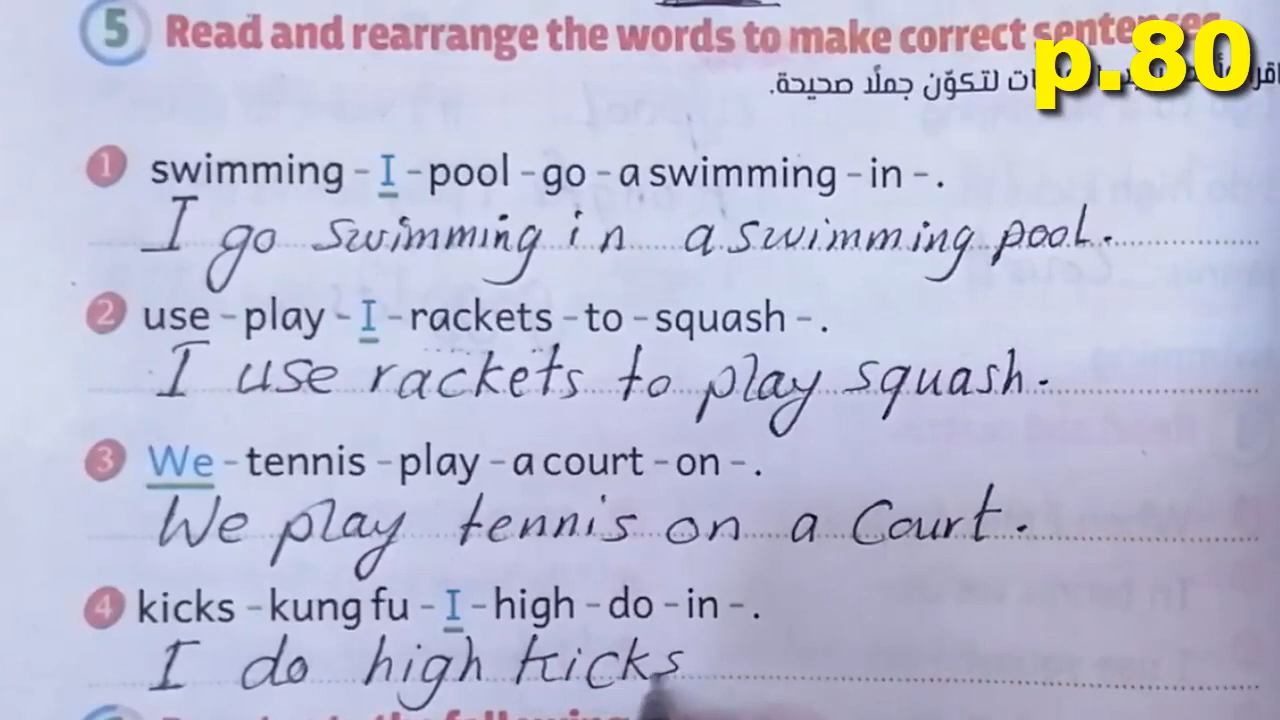 5 Read and rearrange the words to make correct sentences
p.80
لتكوّن جملًا صحيحة.
1 swimming - I - pool - go - a swimming - in - .
I go swimming in a swimming pool.
2 use - play - I - rackets - to - squash - .
I use rackets to play squash.
3 We - tennis - play - a court - on - .
We play tennis on a Court.
4 kicks - kung fu - I - high - do - in - .
I do high kicks